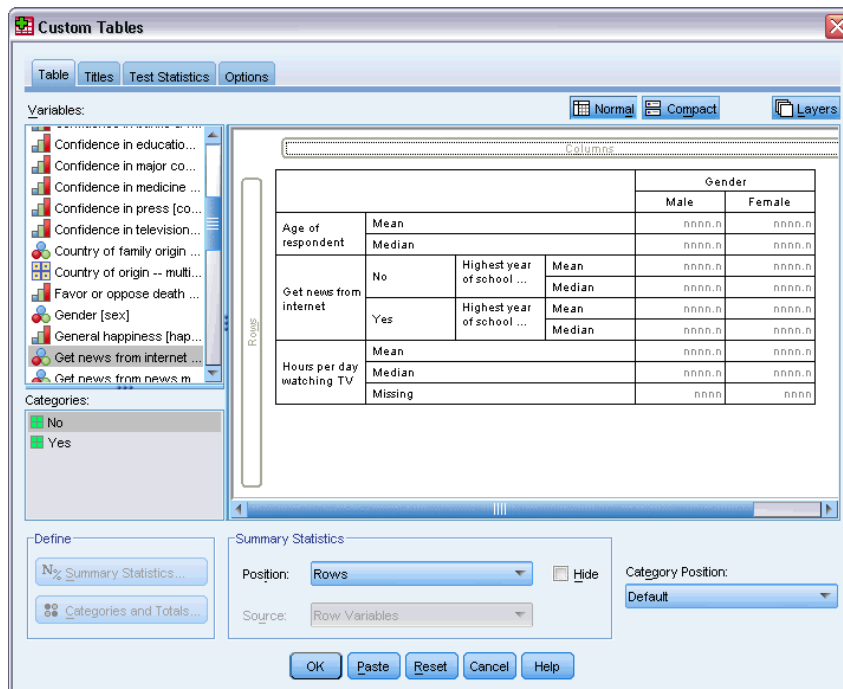 Custom Tables
Table Titles Test Statistics Options
Variables:
Normal Compact Layers
Confidence in educatio...
Confidence in major co...
Confidence in medicine ...
Confidence in press [co...
Confidence in television...
Country of family origin ...
Country of origin -- multi...
Favor or oppose death ...
Gender [sex]
General happiness [hap...
Get news from internet ...
Get news from news m
Categories:
No
Yes
Columns
Rows
Gender
Male Female
Age of respondent Mean nnnn.n nnnn.n
Median nnnn.n nnnn.n
Get news from internet No Highest year of school ... Mean nnnn.n nnnn.n
Median nnnn.n nnnn.n
Yes Highest year of school ... Mean nnnn.n nnnn.n
Median nnnn.n nnnn.n
Hours per day watching TV Mean nnnn.n nnnn.n
Median nnnn.n nnnn.n
Missing nnnn nnnn
Define
N% Summary Statistics...
Categories and Totals...
Summary Statistics
Position: Rows Hide
Source: Row Variables
Category Position:
Default
OK Paste Reset Cancel Help